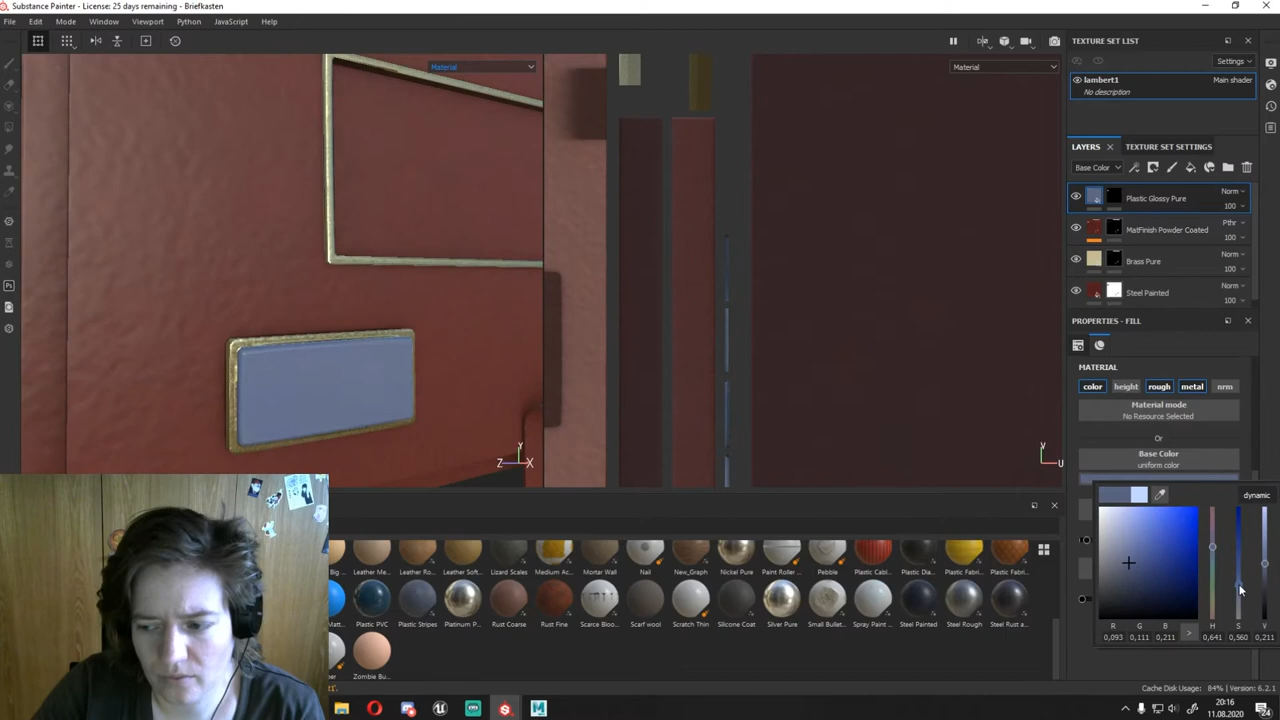 Substance Painter - License: 25 days remaining - Briefkasten
File Edit Mode Window Viewport Python JavaScript Help
Material
Material
TEXTURE SET LIST
Settings
lambert1 Main shader
No description
LAYERS TEXTURE SET SETTINGS
Base Color
Plastic Glossy Pure Norm 100
MatFinish Powder Coated Pthr 100
Brass Pure Norm 100
Steel Painted Norm 100
PROPERTIES - FILL
MATERIAL
color height rough metal nrm
Material mode
No Resource Selected
Or
Base Color
uniform color
dynamic
R G B H S V
0,093 0,111 0,211 > 0,641 0,560 0,211
Y
Z X
V
U
Big ... Leather Ro... Leather Soft... Lizard Scales Medium Ac... Mortar Wall Nail New_Graph Nickel Pure Paint Roller ... Pebble Plastic Cabl... Plastic Dia... Plastic Fabri... Plastic Fabri...
Matt... Plastic PVC Plastic Stripes Platinum P... Rust Coarse Rust Fine Scarce Bloo... Scarf wool Scratch Thin Silicone Coat Silver Pure Small Bullet... Spray Paint ... Steel Painted Steel Rough Steel Rust a...
Zombie Bu...
Ps
Cache Disk Usage: 84% | Version: 6.2.1
20:16
11.08.2020
24